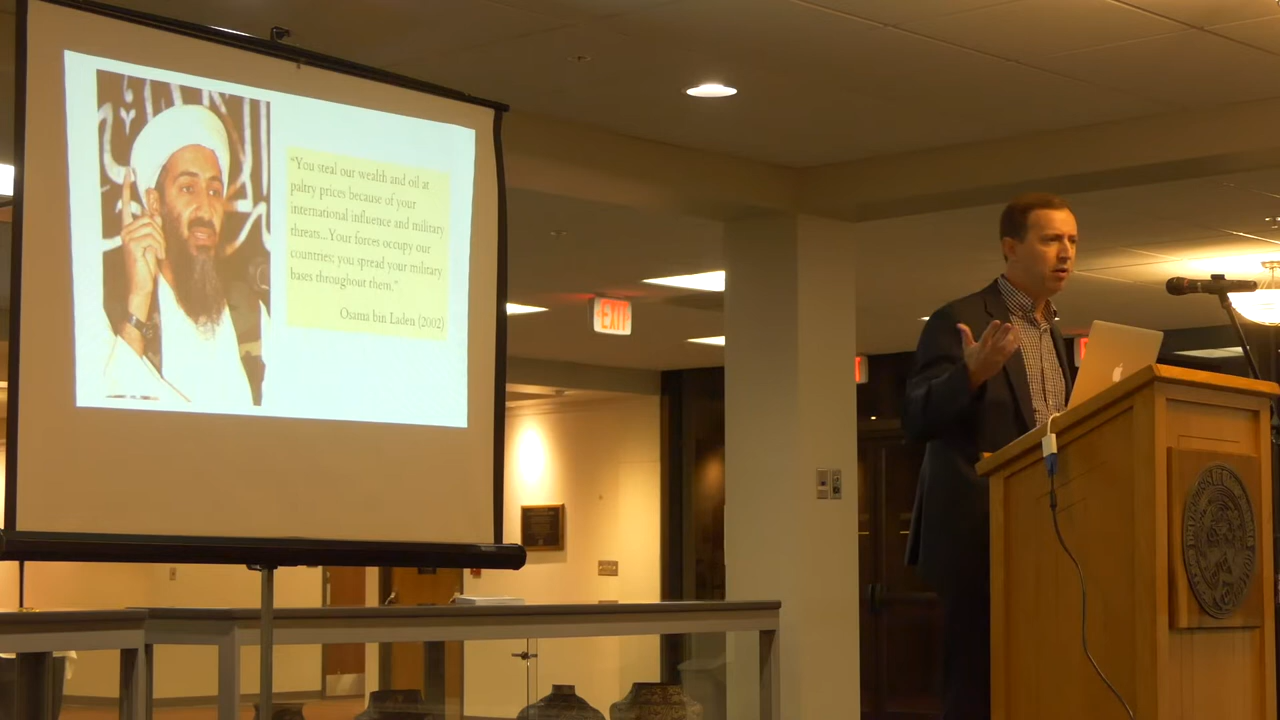 "You steal our wealth and oil at
paltry prices because of your
international influence and military
threats...Your forces occupy our
countries; you spread your military
bases throughout them."
Osama bin Laden (2002)
EXIT